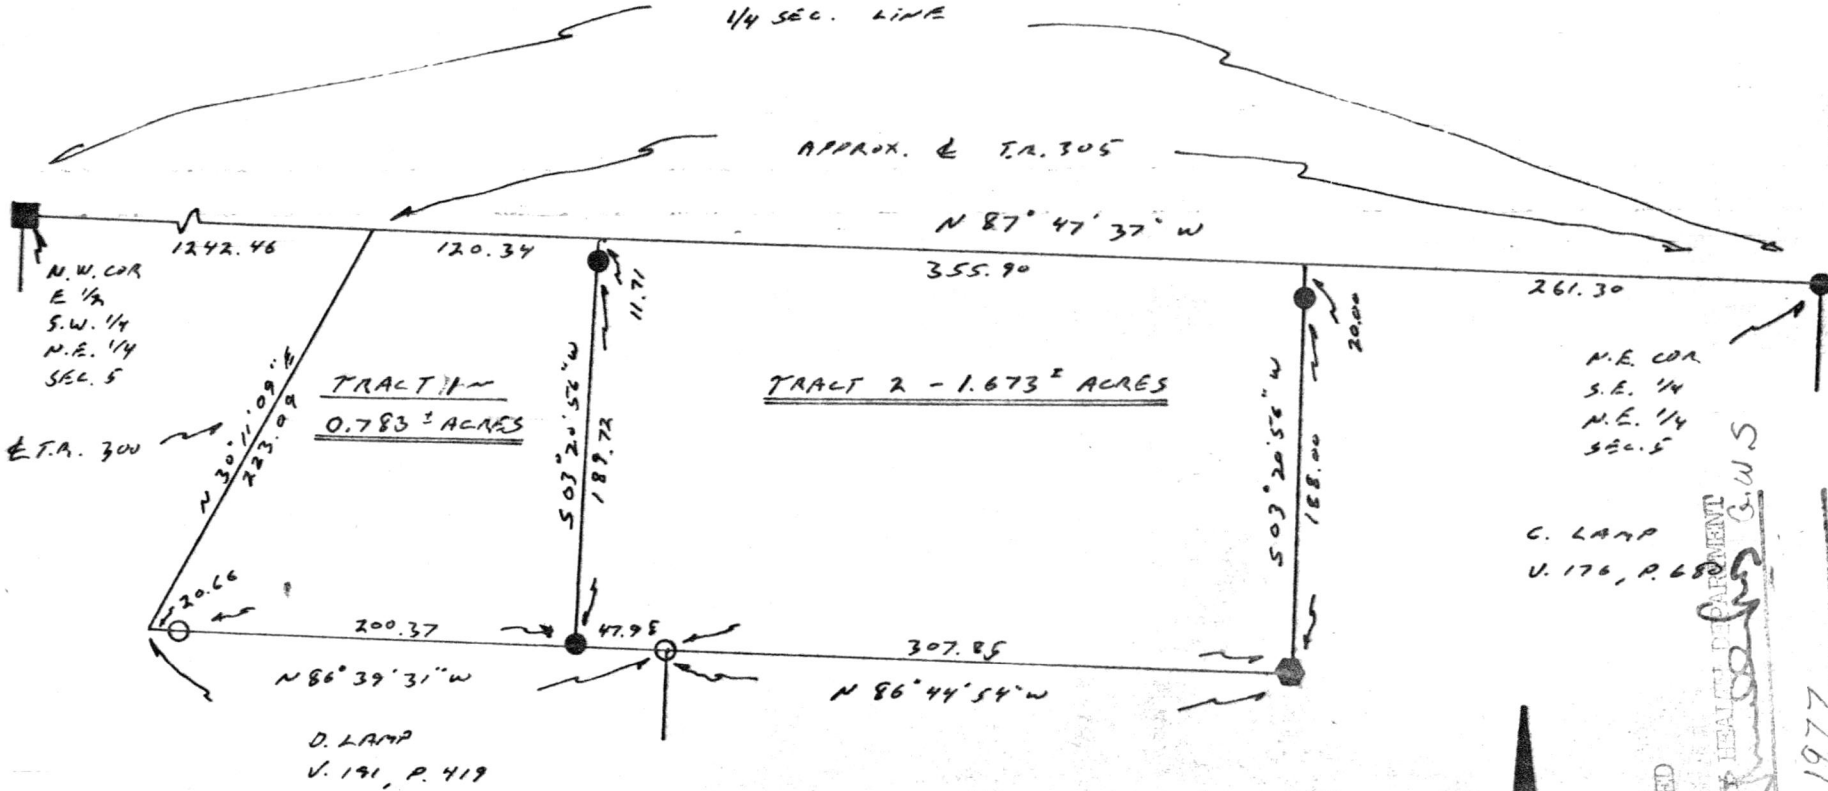 1/4 SEC. LINE
APPROX. ℄ T.R. 305
N 87° 47' 37" W
1242.46
120.34
355.90
261.30
11.71
20.00
N.W. COR
E 1/2
S.W. 1/4
N.E. 1/4
SEC. 5
N.E. COR
S.E. 1/4
N.E. 1/4
SEC. 5
℄ T.R. 300
N 30° 11' 09" E
223.09
TRACT 1~
0.783 ± ACRES
S 03° 20' 56" W
189.72
TRACT 2 - 1.673 ± ACRES
S 03° 20' 56" W
188.00
C. LAMP
V. 176, P. 680
20.66
200.37
47.95
307.85
N 86° 39' 31" W
N 86° 44' 54" W
D. LAMP
V. 191, P. 419
HEALTH DEPARTMENT
G.W.S
ED